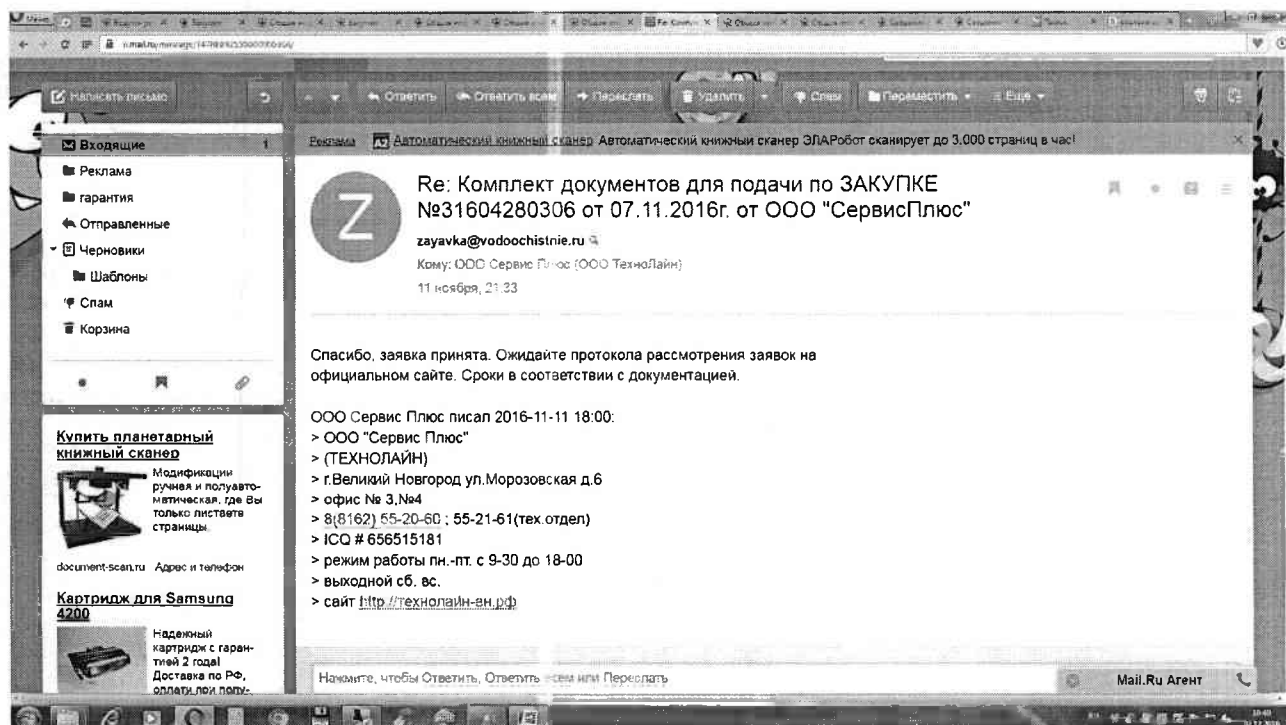 Написать письмо
Ответить
Ответить всем
Переслать
Удалить
Спам
Переместить
Ещё
Входящие 1
Реклама
гарантия
Отправленные
Черновики
Шаблоны
Спам
Корзина
Реклама Автоматический книжный сканер Автоматический книжный сканер ЭЛАРобот сканирует до 3.000 страниц в час!
Re: Комплект документов для подачи по ЗАКУПКЕ
№31604280306 от 07.11.2016г. от ООО "СервисПлюс"
Z
zayavka@vodoochistnie.ru
Кому: ООО Сервис Плюс (ООО ТехноЛайн)
11 ноября, 21:33
Спасибо, заявка принята. Ожидайте протокола рассмотрения заявок на
официальном сайте. Сроки в соответствии с документацией.
ООО Сервис Плюс писал 2016-11-11 18:00:
> ООО "Сервис Плюс"
> (ТЕХНОЛАЙН)
> г.Великий Новгород ул.Морозовская д.6
> офис № 3,№4
> 8(8162) 55-20-60 ; 55-21-61(тех.отдел)
> ICQ # 656515181
> режим работы пн.-пт. с 9-30 до 18-00
> выходной сб. вс.
> сайт http://технолайн-вн.рф
Купить планетарный
книжный сканер
Модификации
ручная и полуавто-
матическая, где Вы
только листаете
страницы.
document-scan.ru Адрес и телефон
Картридж для Samsung
4200
Надежный
картридж с гаран-
тией 2 года!
Доставка по РФ,
оплати при полу-
Нажмите, чтобы Ответить, Ответить всем или Переслать
Mail.Ru Агент